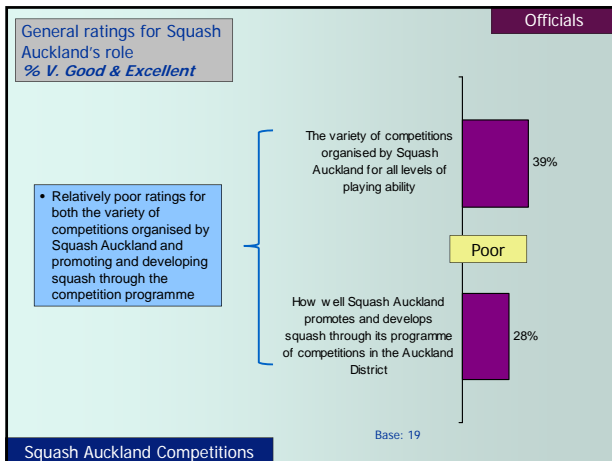 General ratings for Squash
Auckland's role
% V. Good & Excellent
Officials
• Relatively poor ratings for
both the variety of
competitions organised by
Squash Auckland and
promoting and developing
squash through the
competition programme
The variety of competitions
organised by Squash
Auckland for all levels of
playing ability
39%
Poor
How well Squash Auckland
promotes and develops
squash through its programme
of competitions in the Auckland
District
28%
Base: 19
Squash Auckland Competitions